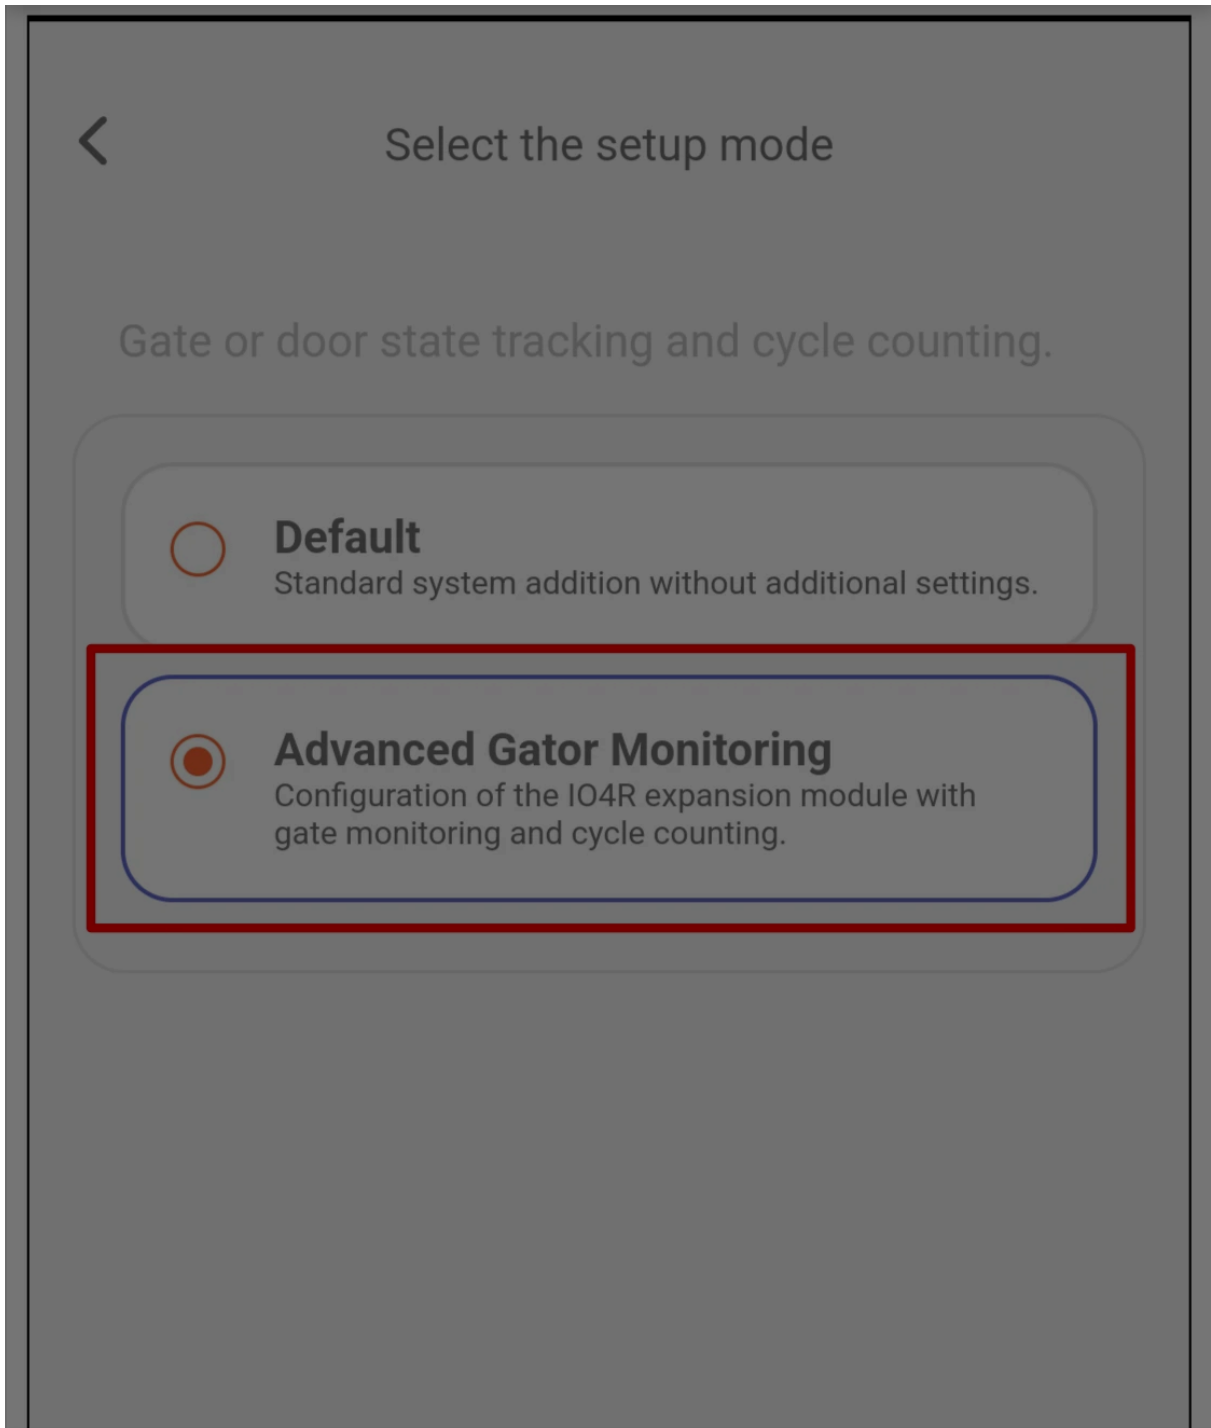 Select the setup mode
Gate or door state tracking and cycle counting.
Default
Standard system addition without additional settings.
Advanced Gator Monitoring
Configuration of the IO4R expansion module with
gate monitoring and cycle counting.